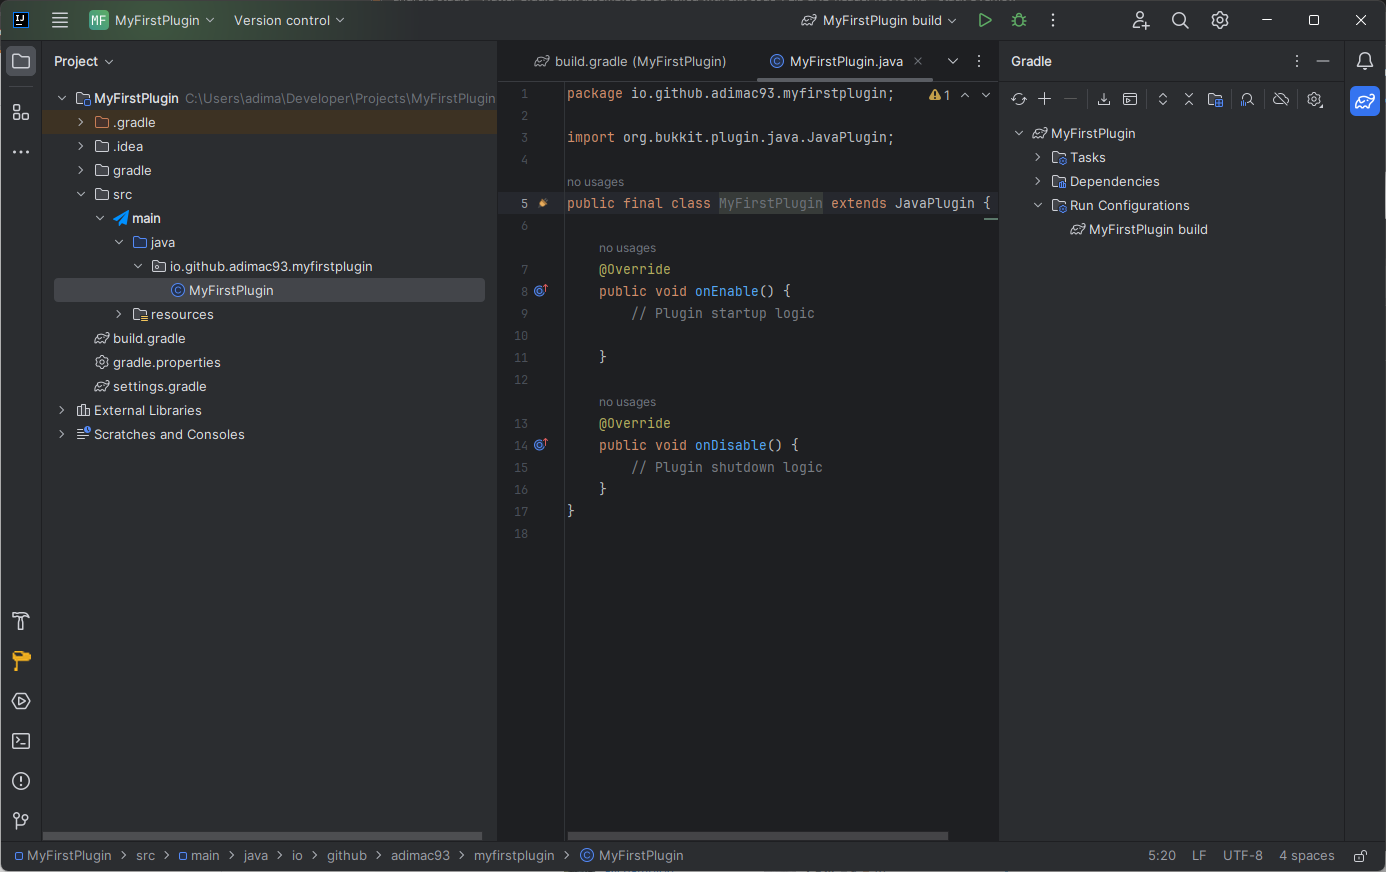 MF MyFirstPlugin Version control MyFirstPlugin build
Project
MyFirstPlugin C:\Users\adima\Developer\Projects\MyFirstPlugin
.gradle
.idea
gradle
src
main
java
io.github.adimac93.myfirstplugin
MyFirstPlugin
resources
build.gradle
gradle.properties
settings.gradle
External Libraries
Scratches and Consoles
build.gradle (MyFirstPlugin) MyFirstPlugin.java
1 package io.github.adimac93.myfirstplugin; 1
2
3 import org.bukkit.plugin.java.JavaPlugin;
4
no usages
5 public final class MyFirstPlugin extends JavaPlugin {
6
no usages
7 @Override
8 public void onEnable() {
9 // Plugin startup logic
10
11 }
12
no usages
13 @Override
14 public void onDisable() {
15 // Plugin shutdown logic
16 }
17 }
18
Gradle
MyFirstPlugin
Tasks
Dependencies
Run Configurations
MyFirstPlugin build
MyFirstPlugin > src > main > java > io > github > adimac93 > myfirstplugin > MyFirstPlugin 5:20 LF UTF-8 4 spaces